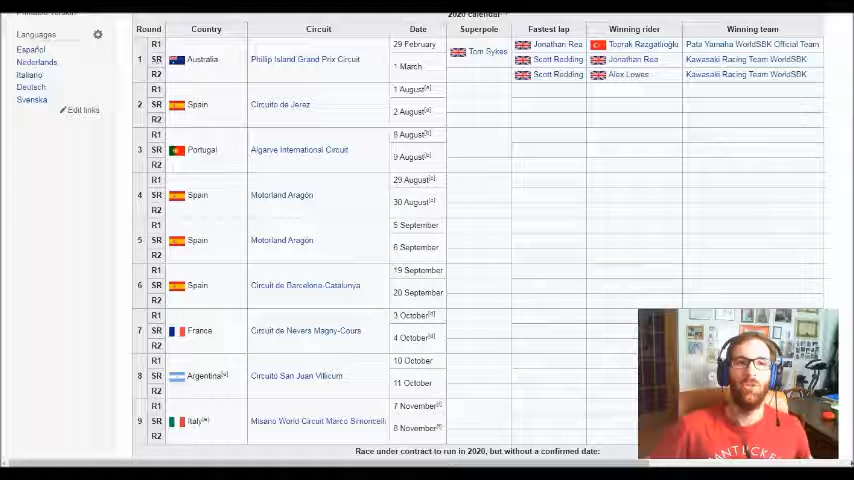 2020 calendar
Languages
Español
Nederlands
Italiano
Deutsch
Svenska
Edit links
Round Country Circuit Date Superpole Fastest lap Winning rider Winning team
1 Australia Phillip Island Grand Prix Circuit Tom Sykes
R1 29 February Jonathan Rea Toprak Razgatlıoğlu Pata Yamaha WorldSBK Official Team
SR 1 March Scott Redding Jonathan Rea Kawasaki Racing Team WorldSBK
R2 Scott Redding Alex Lowes Kawasaki Racing Team WorldSBK
2 Spain Circuito de Jerez
R1 1 August[a]
SR 2 August[a]
R2
3 Portugal Algarve International Circuit
R1 8 August[b]
SR 9 August[b]
R2
4 Spain Motorland Aragón
R1 29 August[c]
SR 30 August[c]
R2
5 Spain Motorland Aragón
R1 5 September
SR 6 September
R2
6 Spain Circuit de Barcelona-Catalunya
R1 19 September
SR 20 September
R2
7 France Circuit de Nevers Magny-Cours
R1 3 October[d]
SR 4 October[d]
R2
8 Argentina Circuito San Juan Villicum
R1 10 October
SR 11 October
R2
9 Italy Misano World Circuit Marco Simoncelli
R1 7 November
SR 8 November
R2
Race under contract to run in 2020, but without a confirmed date: